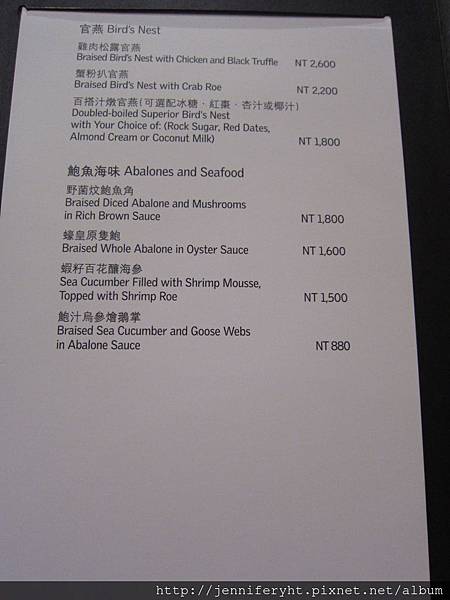 官燕 Bird's Nest
雞肉松露官燕
Braised Bird's Nest with Chicken and Black Truffle NT 2,600
蟹粉扒官燕
Braised Bird's Nest with Crab Roe NT 2,200
百搭汁燉官燕(可選配冰糖‧紅棗‧杏汁或椰汁)
Doubled-boiled Superior Bird's Nest
with Your Choice of: (Rock Sugar, Red Dates,
Almond Cream or Coconut Milk) NT 1,800
鮑魚海味 Abalones and Seafood
野菌炆鮑魚角
Braised Diced Abalone and Mushrooms
in Rich Brown Sauce NT 1,800
蠔皇原隻鮑
Braised Whole Abalone in Oyster Sauce NT 1,600
蝦籽百花釀海參
Sea Cucumber Filled with Shrimp Mousse,
Topped with Shrimp Roe NT 1,500
鮑汁烏參燴鵝掌
Braised Sea Cucumber and Goose Webs
in Abalone Sauce NT 880
http://jenniferyht.pixnet.net/album